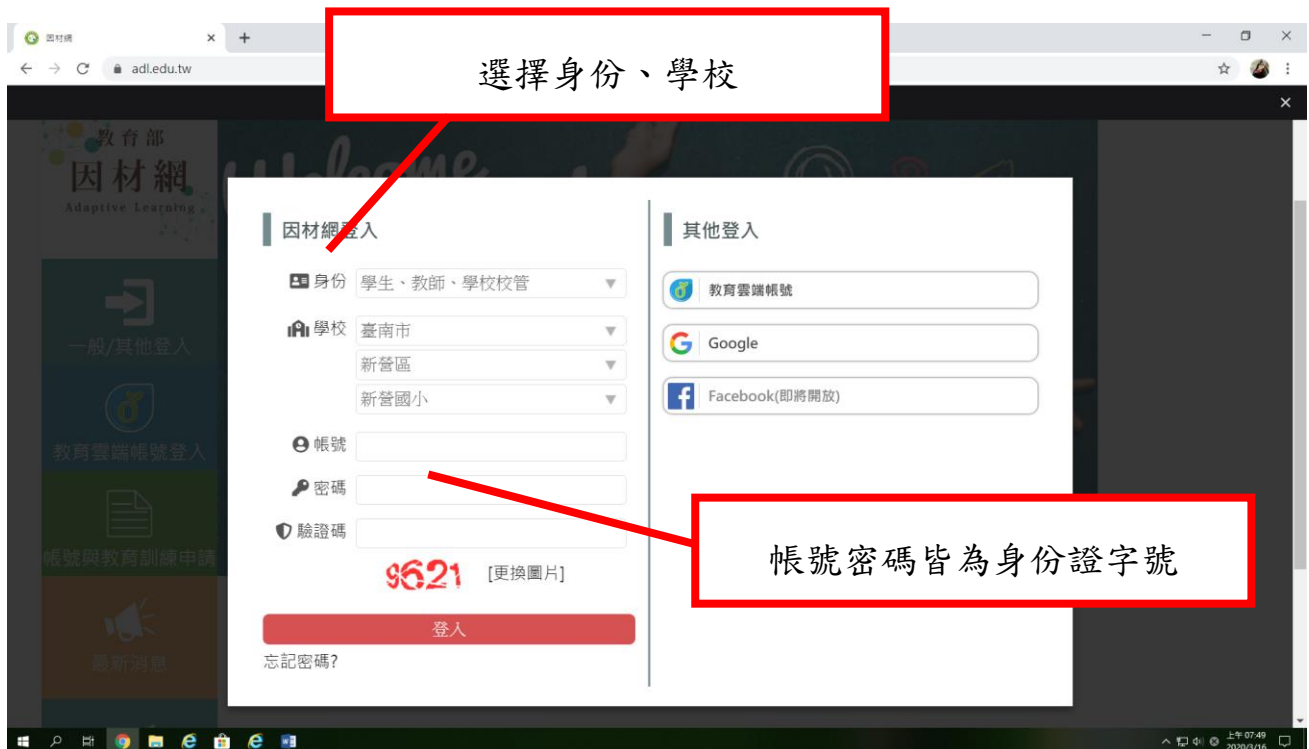 因材網
adl.edu.tw
選擇身份、學校
教育部
因材網
Adaptive Learning
Welcome
一般/其他登入
教育雲端帳號登入
帳號與教育訓練申請
最新消息
因材網登入
身份 學生、教師、學校校管
學校 臺南市
新營區
新營國小
帳號
密碼
驗證碼
9621 [更換圖片]
登入
忘記密碼?
其他登入
教育雲端帳號
Google
Facebook(即將開放)
帳號密碼皆為身份證字號
上午 07:49
2020/3/16